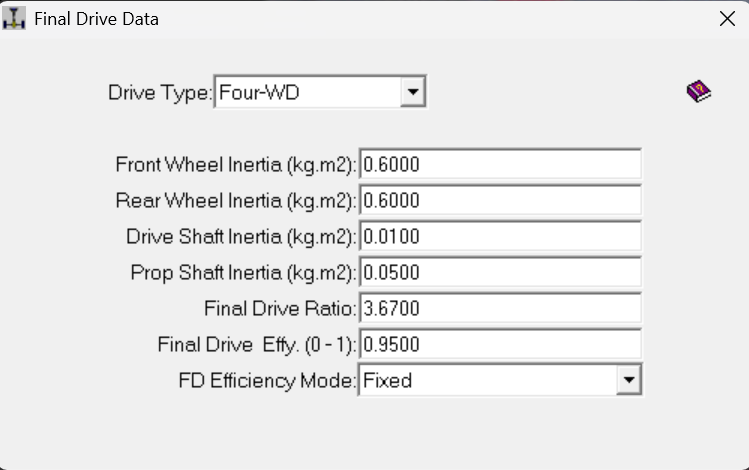 Final Drive Data
Drive Type: Four-WD
Front Wheel Inertia (kg.m2): 0.6000
Rear Wheel Inertia (kg.m2): 0.6000
Drive Shaft Inertia (kg.m2): 0.0100
Prop Shaft Inertia (kg.m2): 0.0500
Final Drive Ratio: 3.6700
Final Drive Effy. (0 - 1): 0.9500
FD Efficiency Mode: Fixed